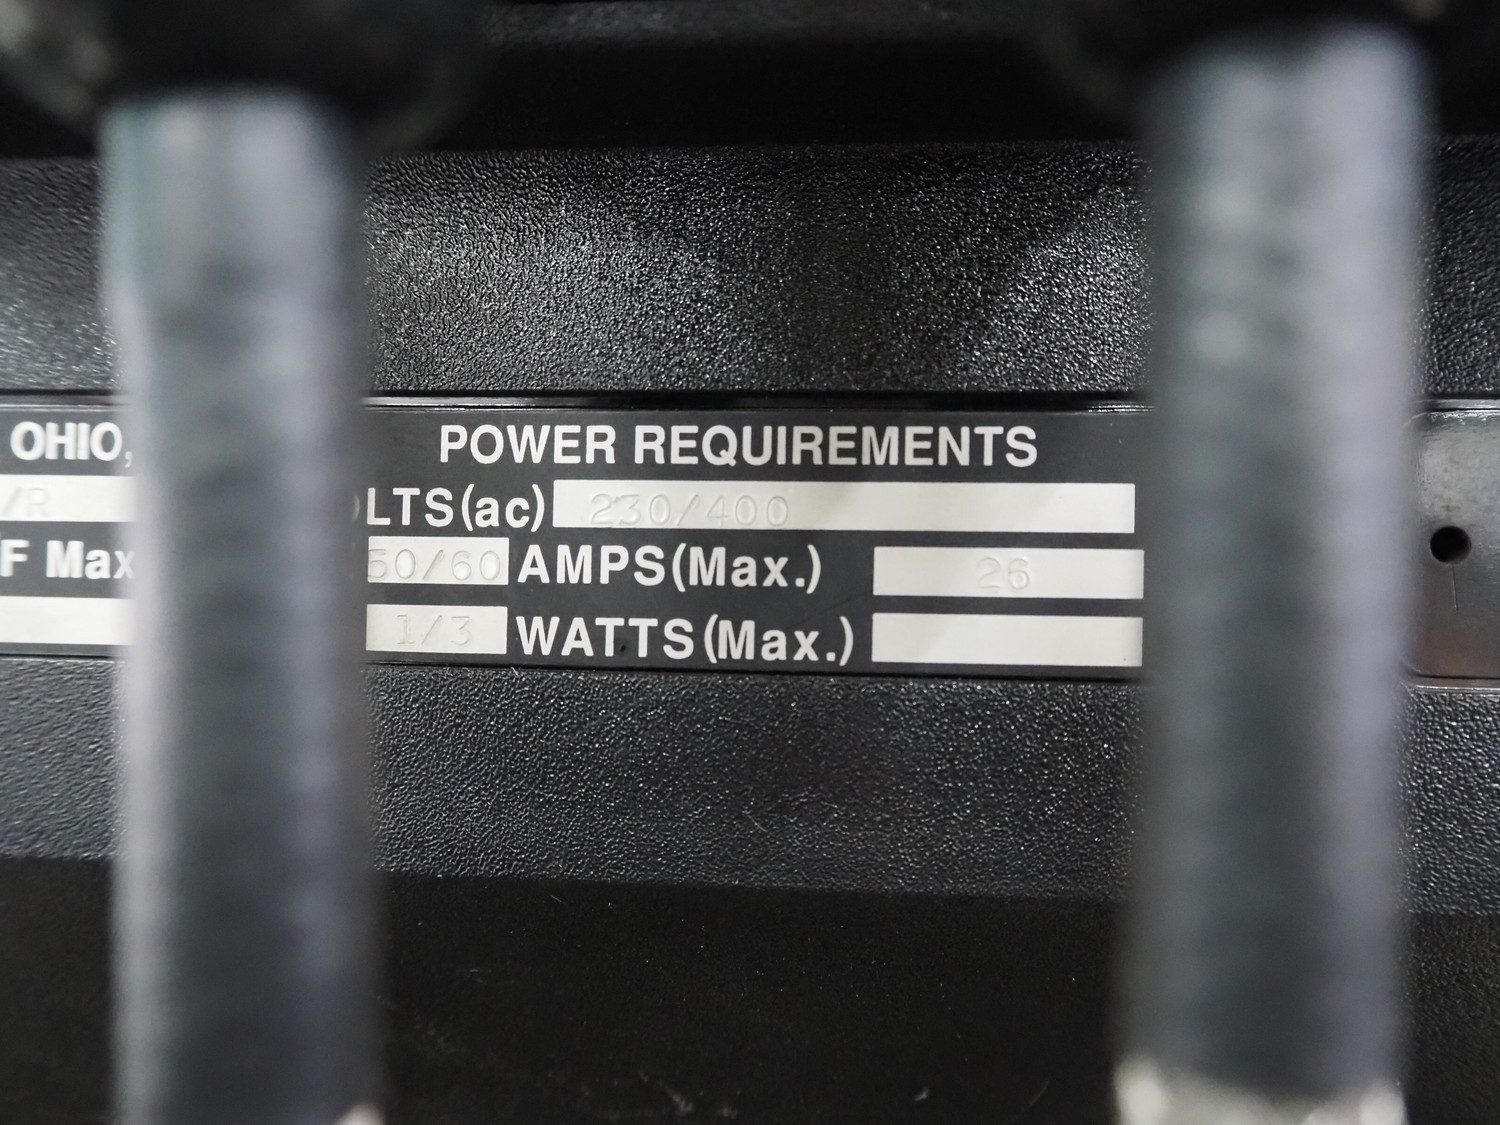 OHIO,
POWER REQUIREMENTS
/R
LTS(ac) 230/400
F Max
50/60 AMPS(Max.) 26
1/3 WATTS(Max.)